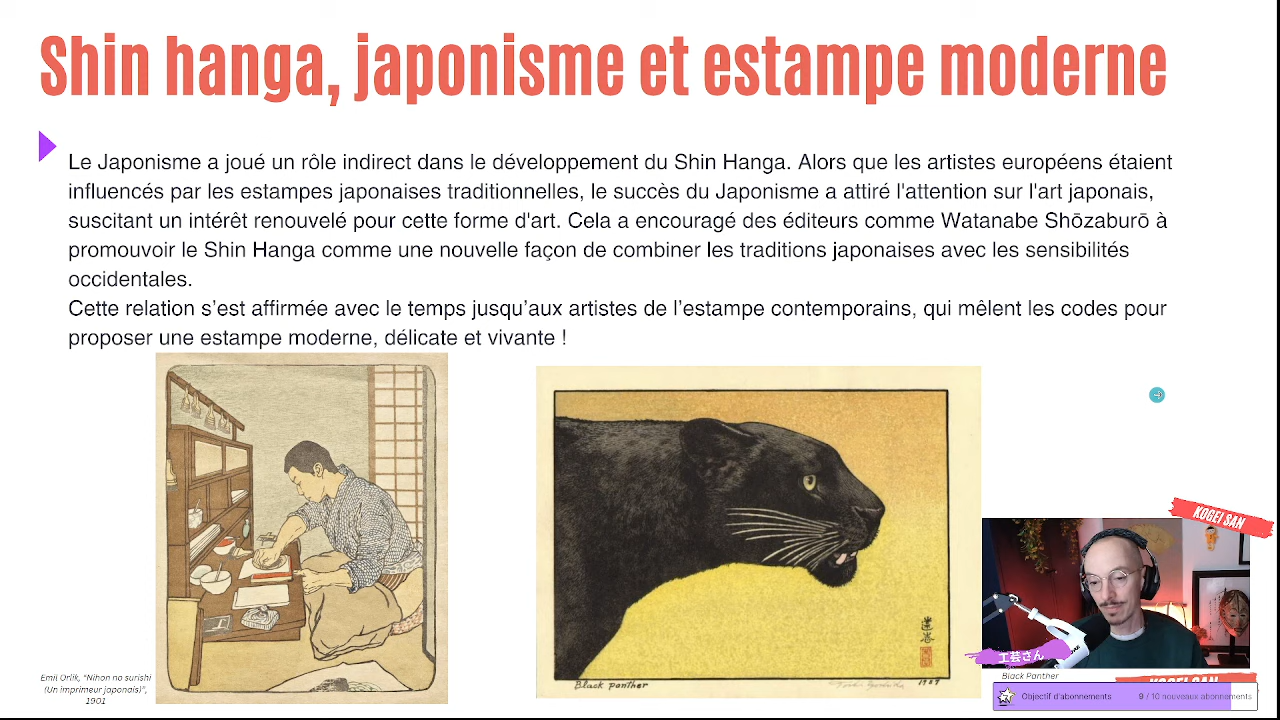 Shin hanga, japonisme et estampe moderne
Le Japonisme a joué un rôle indirect dans le développement du Shin Hanga. Alors que les artistes européens étaient
influencés par les estampes japonaises traditionnelles, le succès du Japonisme a attiré l'attention sur l'art japonais,
suscitant un intérêt renouvelé pour cette forme d'art. Cela a encouragé des éditeurs comme Watanabe Shōzaburō à
promouvoir le Shin Hanga comme une nouvelle façon de combiner les traditions japonaises avec les sensibilités
occidentales.
Cette relation s’est affirmée avec le temps jusqu’aux artistes de l’estampe contemporains, qui mêlent les codes pour
proposer une estampe moderne, délicate et vivante !
Emil Orlik, "Nihon no surishi
(Un imprimeur japonais)",
1901
Black panther
1987
KOGEI SAN
工芸さん
Black Panther
KOGEI SAN
Objectif d'abonnements
9 / 10 nouveaux abonnements